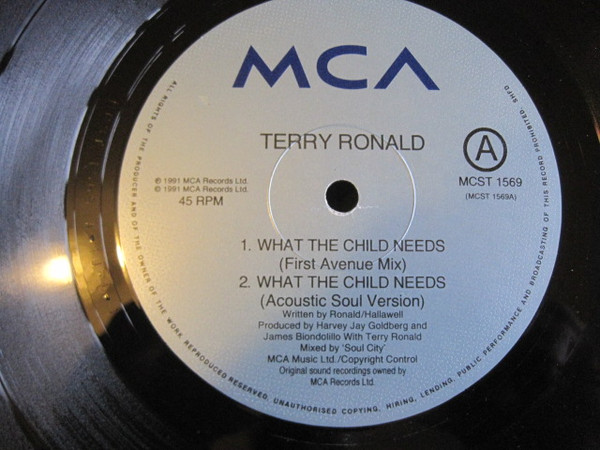 MCA
TERRY RONALD
A
℗ 1991 MCA Records Ltd.
© 1991 MCA Records Ltd.
45 RPM
MCST 1569
(MCST 1569A)
1. WHAT THE CHILD NEEDS
(First Avenue Mix)
2. WHAT THE CHILD NEEDS
(Acoustic Soul Version)
Written by Ronald/Hallawell
Produced by Harvey Jay Goldberg and
James Biondolillo With Terry Ronald
Mixed by 'Soul City'
MCA Music Ltd./Copyright Control
Original sound recordings owned by
MCA Records Ltd.
ALL RIGHTS OF THE PRODUCER AND OF THE OWNER OF THE WORK REPRODUCED RESERVED, UNAUTHORISED COPYING, HIRING, LENDING, PUBLIC PERFORMANCE AND BROADCASTING OF THIS RECORD PROHIBITED. SHFD